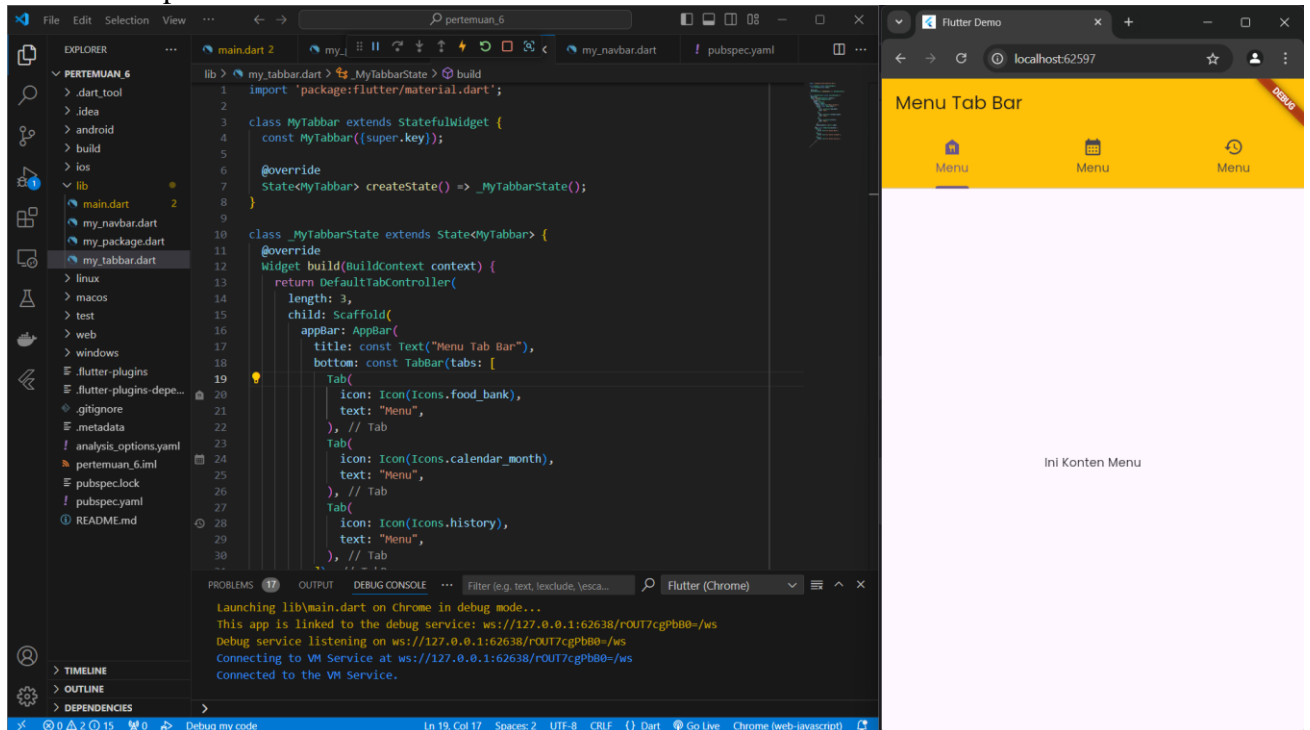 File Edit Selection View ... pertemuan_6
EXPLORER ...
PERTEMUAN_6
.dart_tool
.idea
android
build
ios
lib
main.dart 2
my_navbar.dart
my_package.dart
my_tabbar.dart
linux
macos
test
web
windows
.flutter-plugins
.flutter-plugins-depe...
.gitignore
.metadata
analysis_options.yaml
pertemuan_6.iml
pubspec.lock
pubspec.yaml
README.md
TIMELINE
OUTLINE
DEPENDENCIES
main.dart 2 my_ my_navbar.dart pubspec.yaml ...
lib > my_tabbar.dart > _MyTabbarState > build
1 import 'package:flutter/material.dart';
2
3 class MyTabbar extends StatefulWidget {
4 const MyTabbar({super.key});
5
6 @override
7 State<MyTabbar> createState() => _MyTabbarState();
8 }
9
10 class _MyTabbarState extends State<MyTabbar> {
11 @override
12 Widget build(BuildContext context) {
13 return DefaultTabController(
14 length: 3,
15 child: Scaffold(
16 appBar: AppBar(
17 title: const Text("Menu Tab Bar"),
18 bottom: const TabBar(tabs: [
19 Tab(
20 icon: Icon(Icons.food_bank),
21 text: "Menu",
22 ), // Tab
23 Tab(
24 icon: Icon(Icons.calendar_month),
25 text: "Menu",
26 ), // Tab
27 Tab(
28 icon: Icon(Icons.history),
29 text: "Menu",
30 ), // Tab
PROBLEMS 17 OUTPUT DEBUG CONSOLE ... Filter (e.g. text, !exclude, \esca... Flutter (Chrome)
Launching lib\main.dart on Chrome in debug mode...
This app is linked to the debug service: ws://127.0.0.1:62638/rOUT7cgPbB0=/ws
Debug service listening on ws://127.0.0.1:62638/rOUT7cgPbB0=/ws
Connecting to VM Service at ws://127.0.0.1:62638/rOUT7cgPbB0=/ws
Connected to the VM Service.
>
0 2 15 0 Debug my code Ln 19, Col 17 Spaces: 2 UTF-8 CRLF {} Dart Go Live Chrome (web-javascript)
1
Flutter Demo
localhost:62597
Menu Tab Bar
DEBUG
Menu Menu Menu
Ini Konten Menu